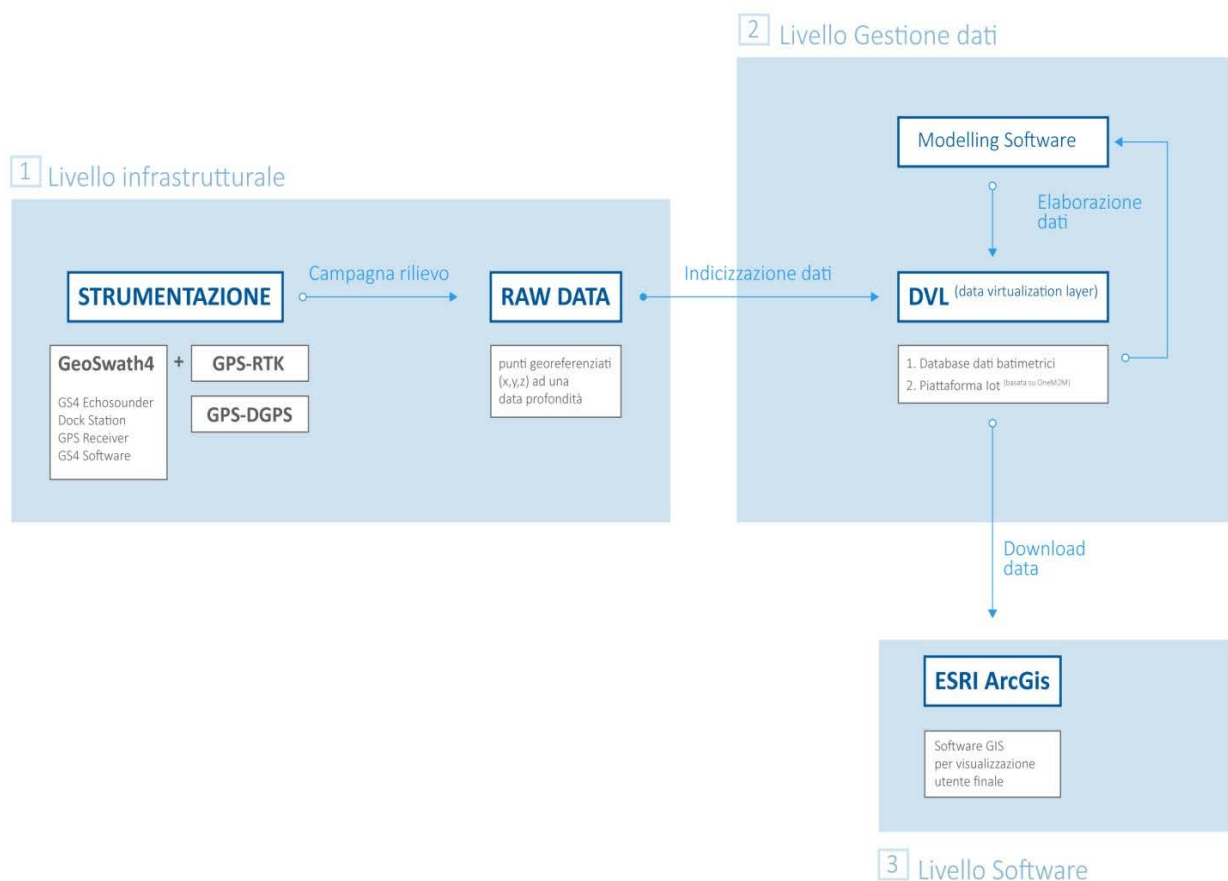 1 Livello infrastrutturale
STRUMENTAZIONE
Campagna rilievo
RAW DATA
GeoSwath4
GS4 Echosounder
Dock Station
GPS Receiver
GS4 Software
+
GPS-RTK
GPS-DGPS
punti georeferenziati
(x,y,z) ad una
data profondità
Indicizzazione dati
2 Livello Gestione dati
Modelling Software
Elaborazione
dati
DVL (data virtualization layer)
1. Database dati batimetrici
2. Piattaforma Iot (basata su OneM2M)
Download
data
ESRI ArcGis
Software GIS
per visualizzazione
utente finale
3 Livello Software